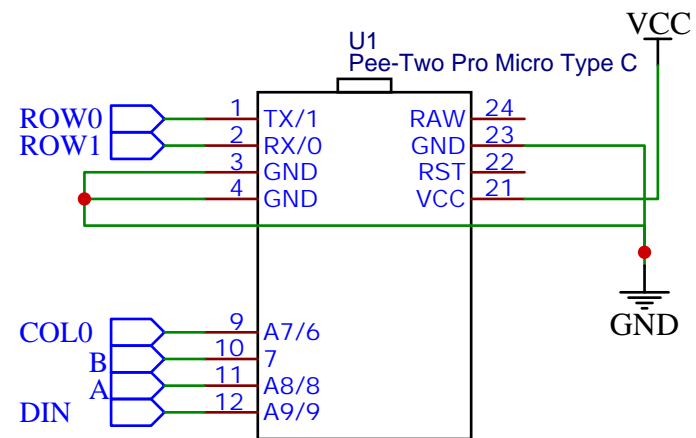 VCC
U1
Pee-Two Pro Micro Type C
ROW0 1 TX/1 RAW 24
ROW1 2 RX/0 GND 23
3 GND RST 22
4 GND VCC 21
GND
COL0 9 A7/6
B 10 7
A 11 A8/8
DIN 12 A9/9